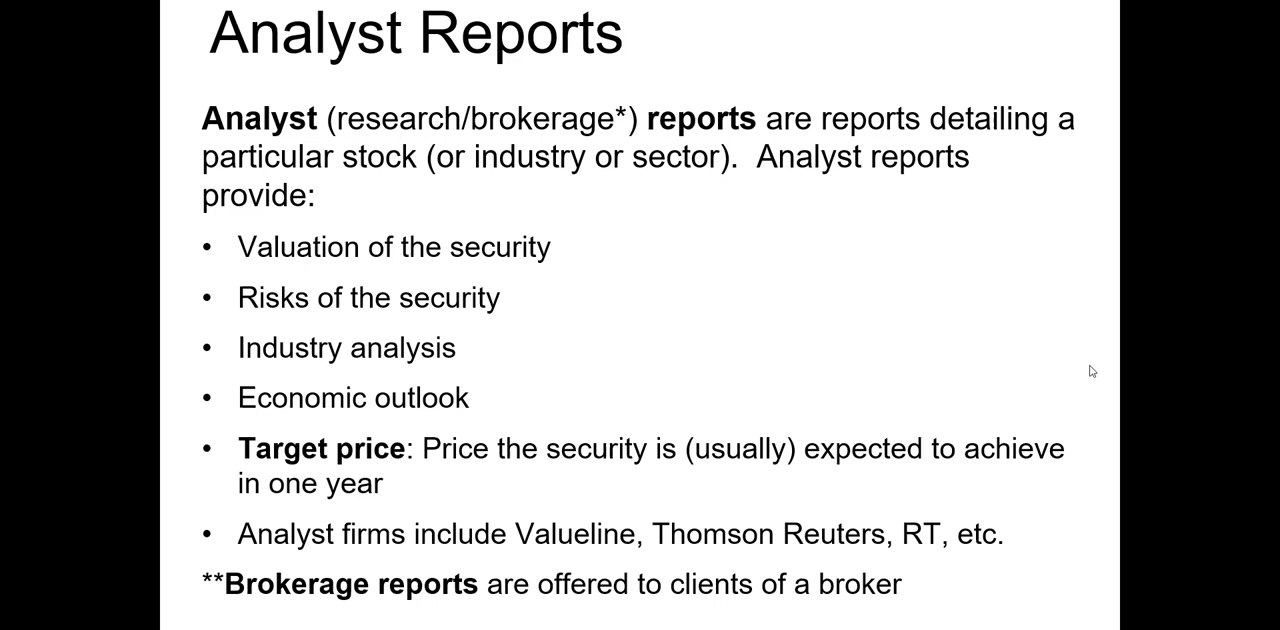 Analyst Reports
Analyst (research/brokerage*) reports are reports detailing a
particular stock (or industry or sector).  Analyst reports
provide:
• Valuation of the security
• Risks of the security
• Industry analysis
• Economic outlook
• Target price: Price the security is (usually) expected to achieve
in one year
• Analyst firms include Valueline, Thomson Reuters, RT, etc.
**Brokerage reports are offered to clients of a broker